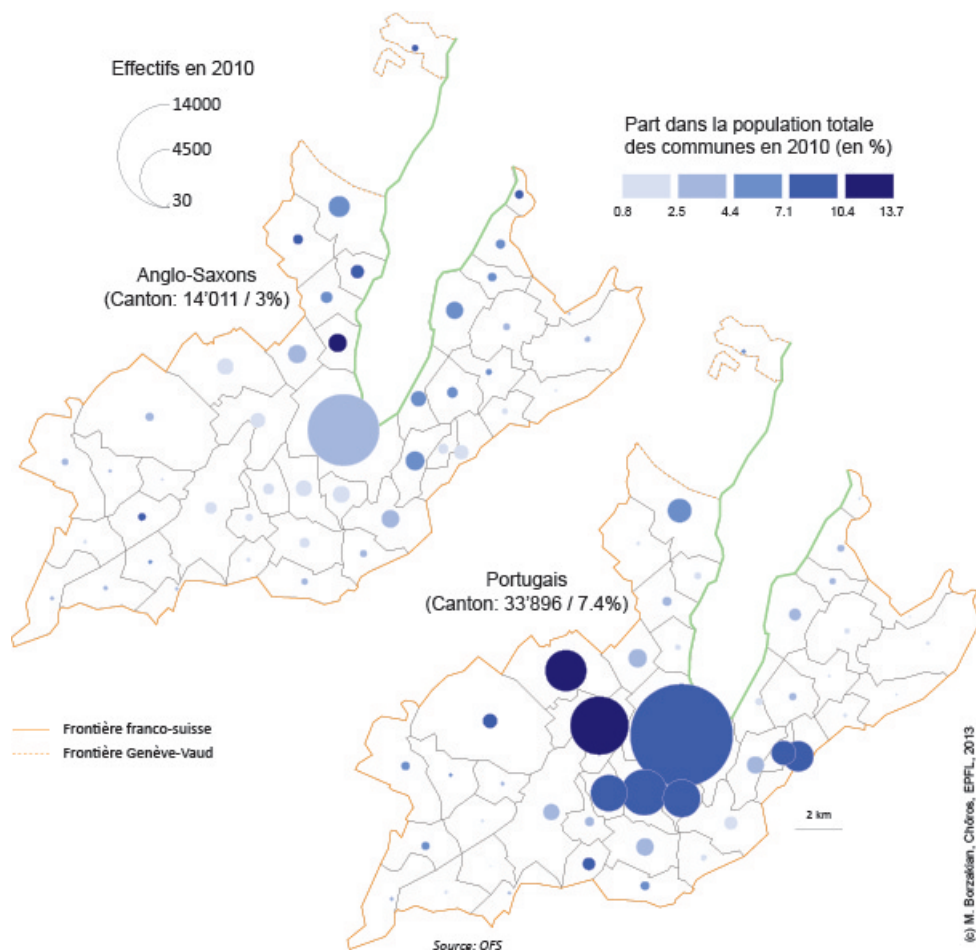 Effectifs en 2010
14000
4500
30
Part dans la population totale
des communes en 2010 (en %)
0.8 2.5 4.4 7.1 10.4 13.7
Anglo-Saxons
(Canton: 14'011 / 3%)
Portugais
(Canton: 33'896 / 7.4%)
Frontière franco-suisse
Frontière Genève-Vaud
2 km
Source: OFS
(c) M. Borzakian, Chôros, EPFL, 2013